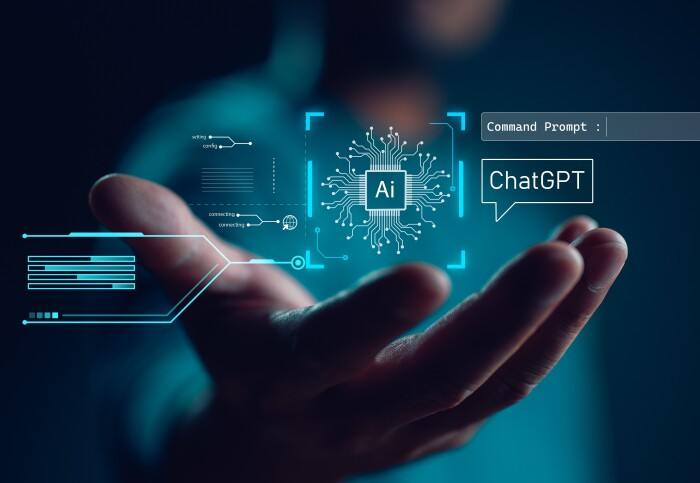 Command Prompt :
setting
config
Ai
ChatGPT
connecting
connecting